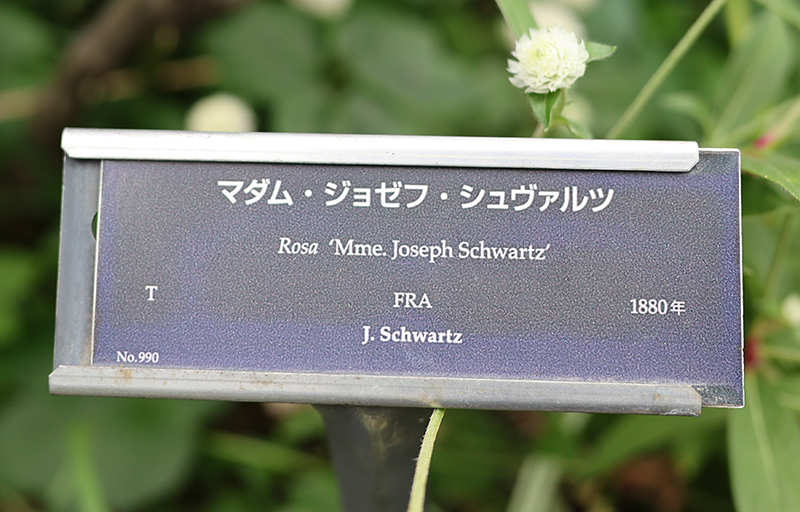 マダム・ジョゼフ・シュヴァルツ
Rosa ‘Mme. Joseph Schwartz’
T FRA 1880年
J. Schwartz
No.990